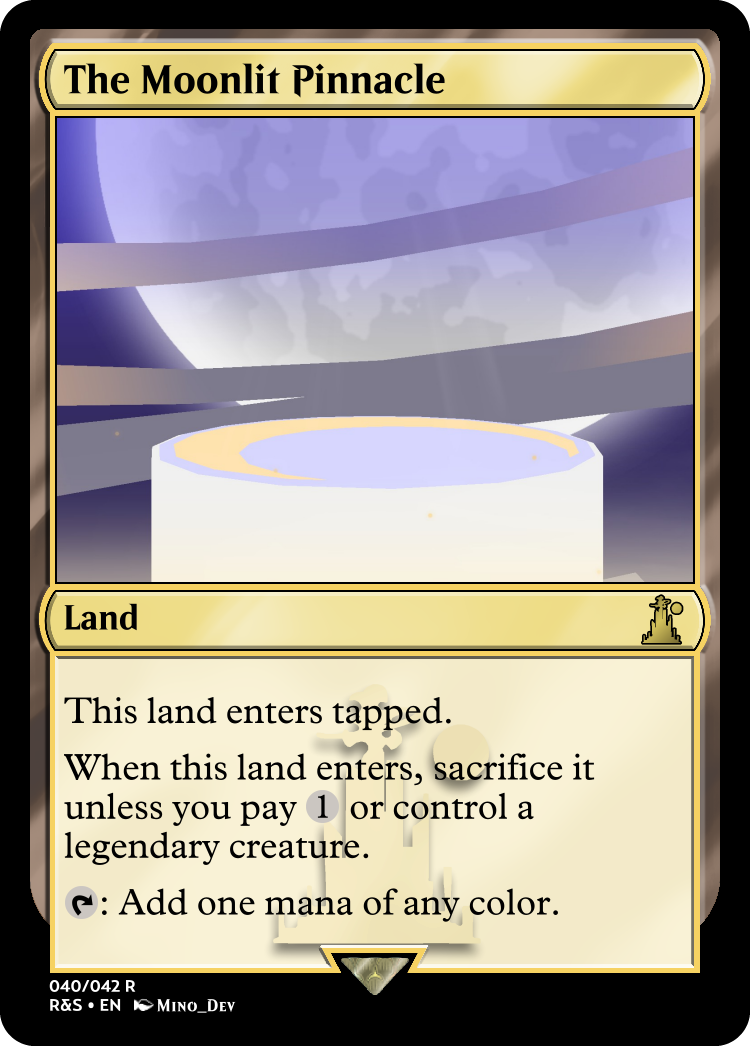 The Moonlit Pinnacle
Land
This land enters tapped.
When this land enters, sacrifice it
unless you pay 1 or control a
legendary creature.
: Add one mana of any color.
040/042 R
R&S • EN Mino_Dev